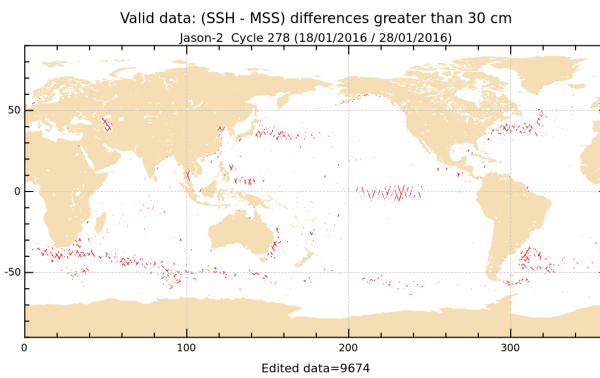 Valid data: (SSH - MSS) differences greater than 30 cm
Jason-2 Cycle 278 (18/01/2016 / 28/01/2016)
50
0
-50
0 100 200 300
Edited data=9674